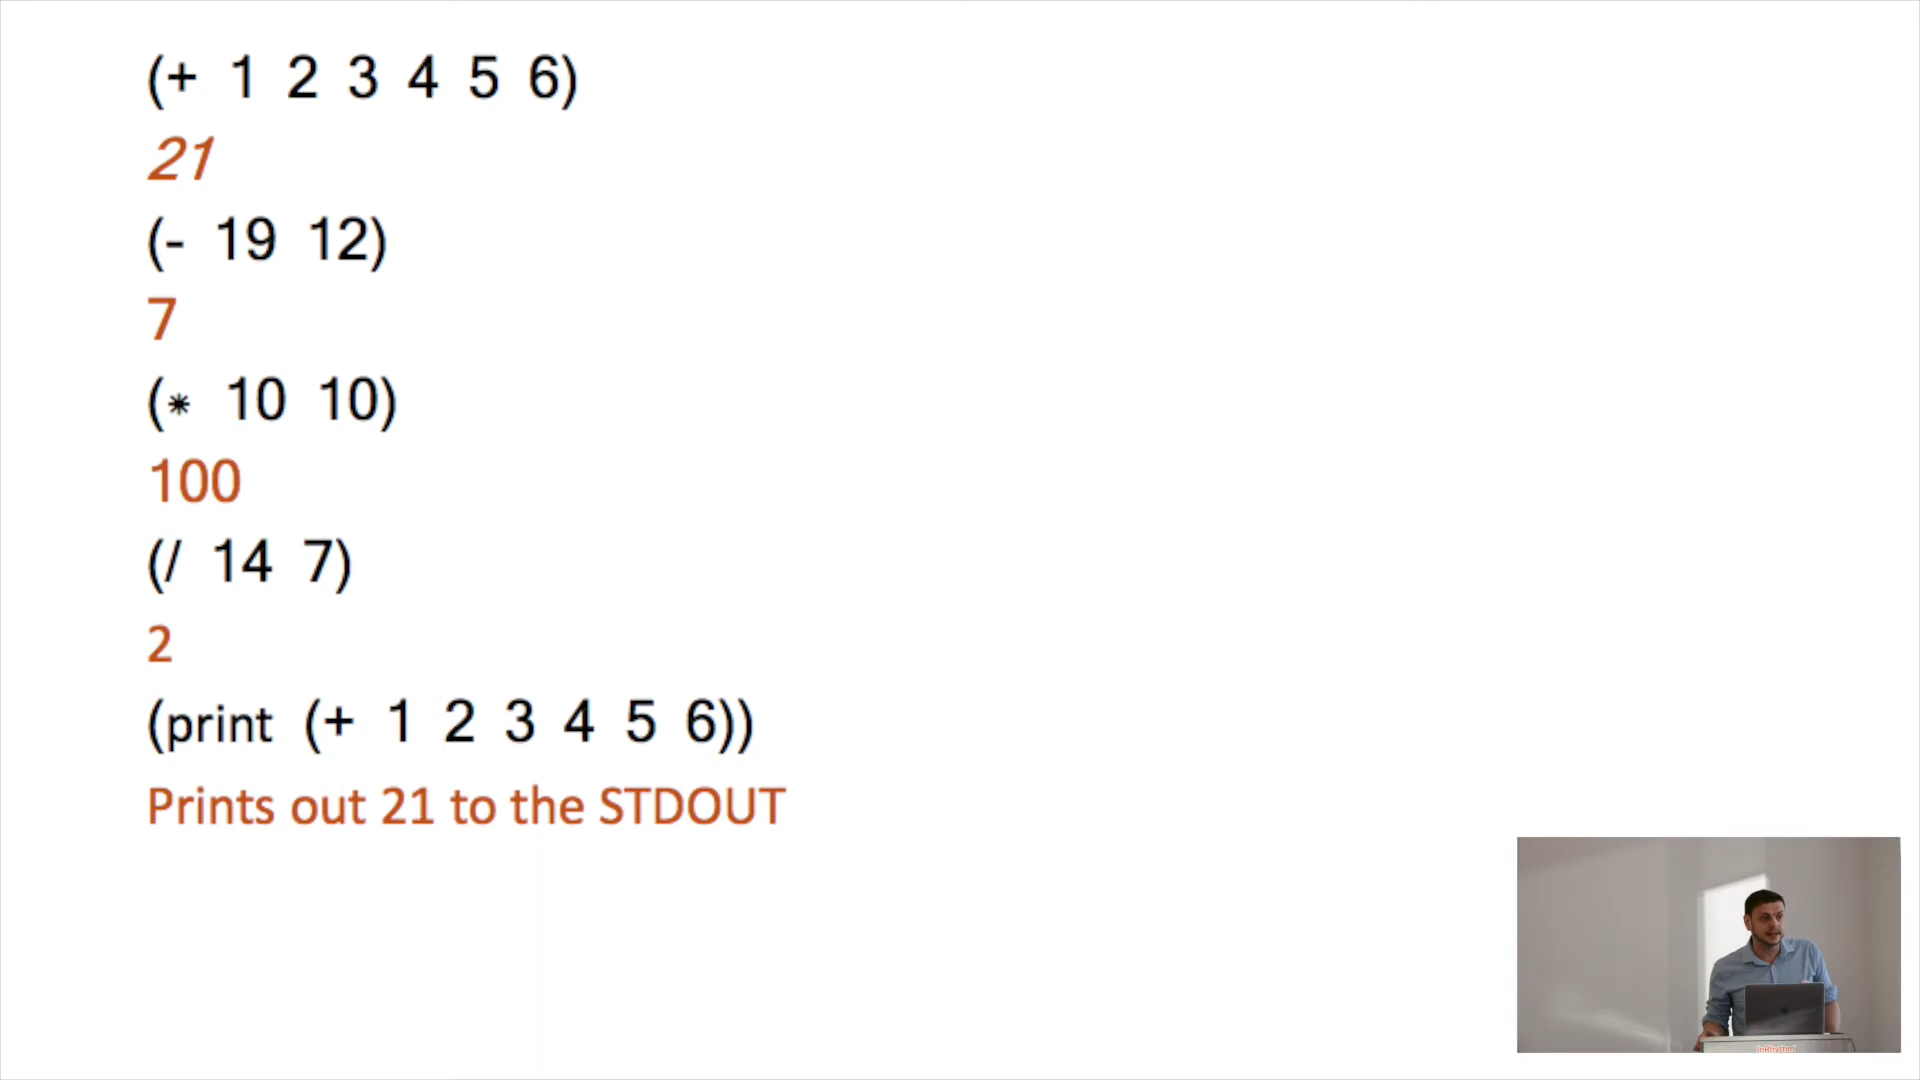 (+ 1 2 3 4 5 6)
21
(- 19 12)
7
(* 10 10)
100
(/ 14 7)
2
(print (+ 1 2 3 4 5 6))
Prints out 21 to the STDOUT
InRhythm